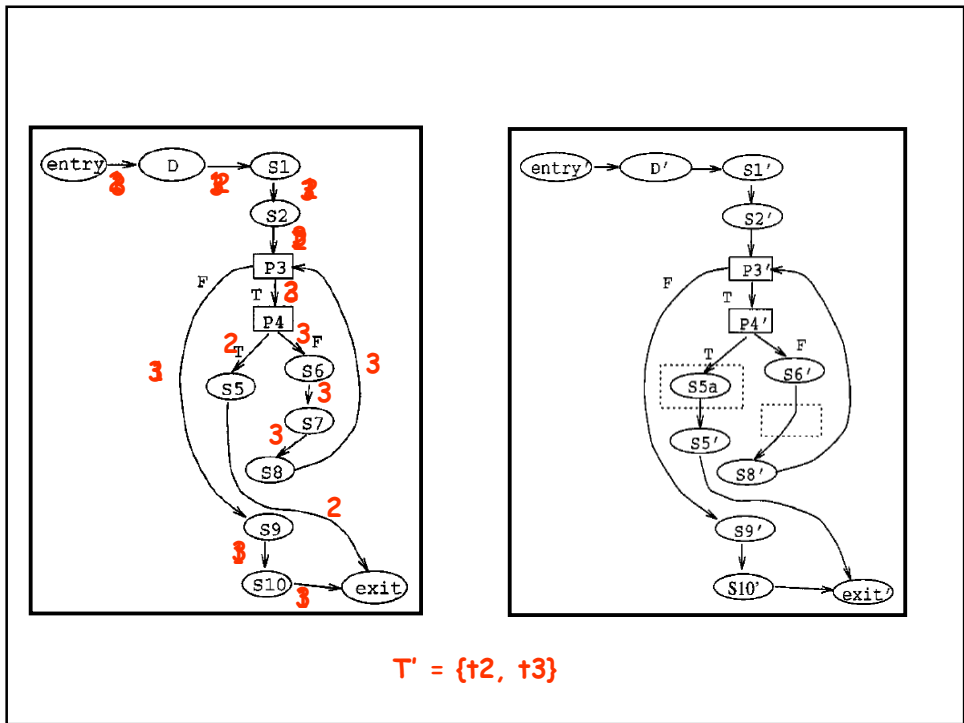 entry
D
S1
S2
P3
F
T
3
P4
3
2
T
F
S5
S6
3
3
S7
3
S8
2
S9
S10
exit
entry'
D'
S1'
S2'
P3'
F
T
P4'
T
F
S5a
S6'
S5'
S8'
S9'
S10'
exit'
T' = {t2, t3}